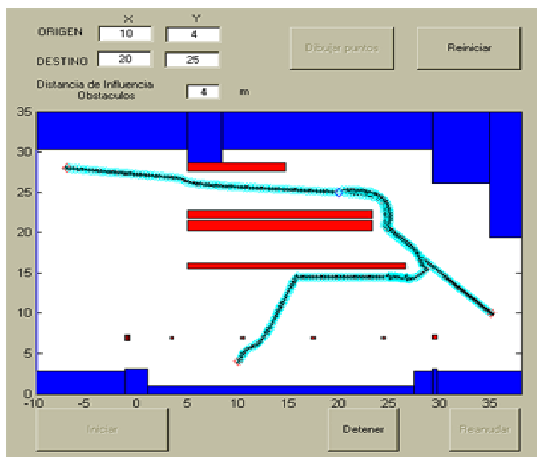 X Y
ORIGEN 10 4
DESTINO 20 25
Distancia de Influencia
Obstaculos 4 m
Dibujar puntos
Reiniciar
35
30
25
20
15
10
5
0
-10 -5 0 5 10 15 20 25 30 35
Iniciar
Detener
Reanudar